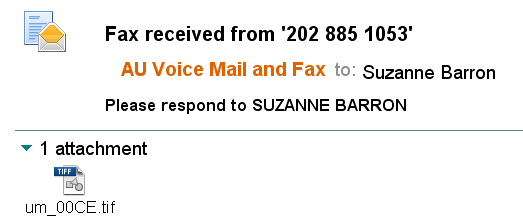 Fax received from '202 885 1053'
AU Voice Mail and Fax to: Suzanne Barron
Please respond to SUZANNE BARRON
1 attachment
TIFF
um_00CE.tif